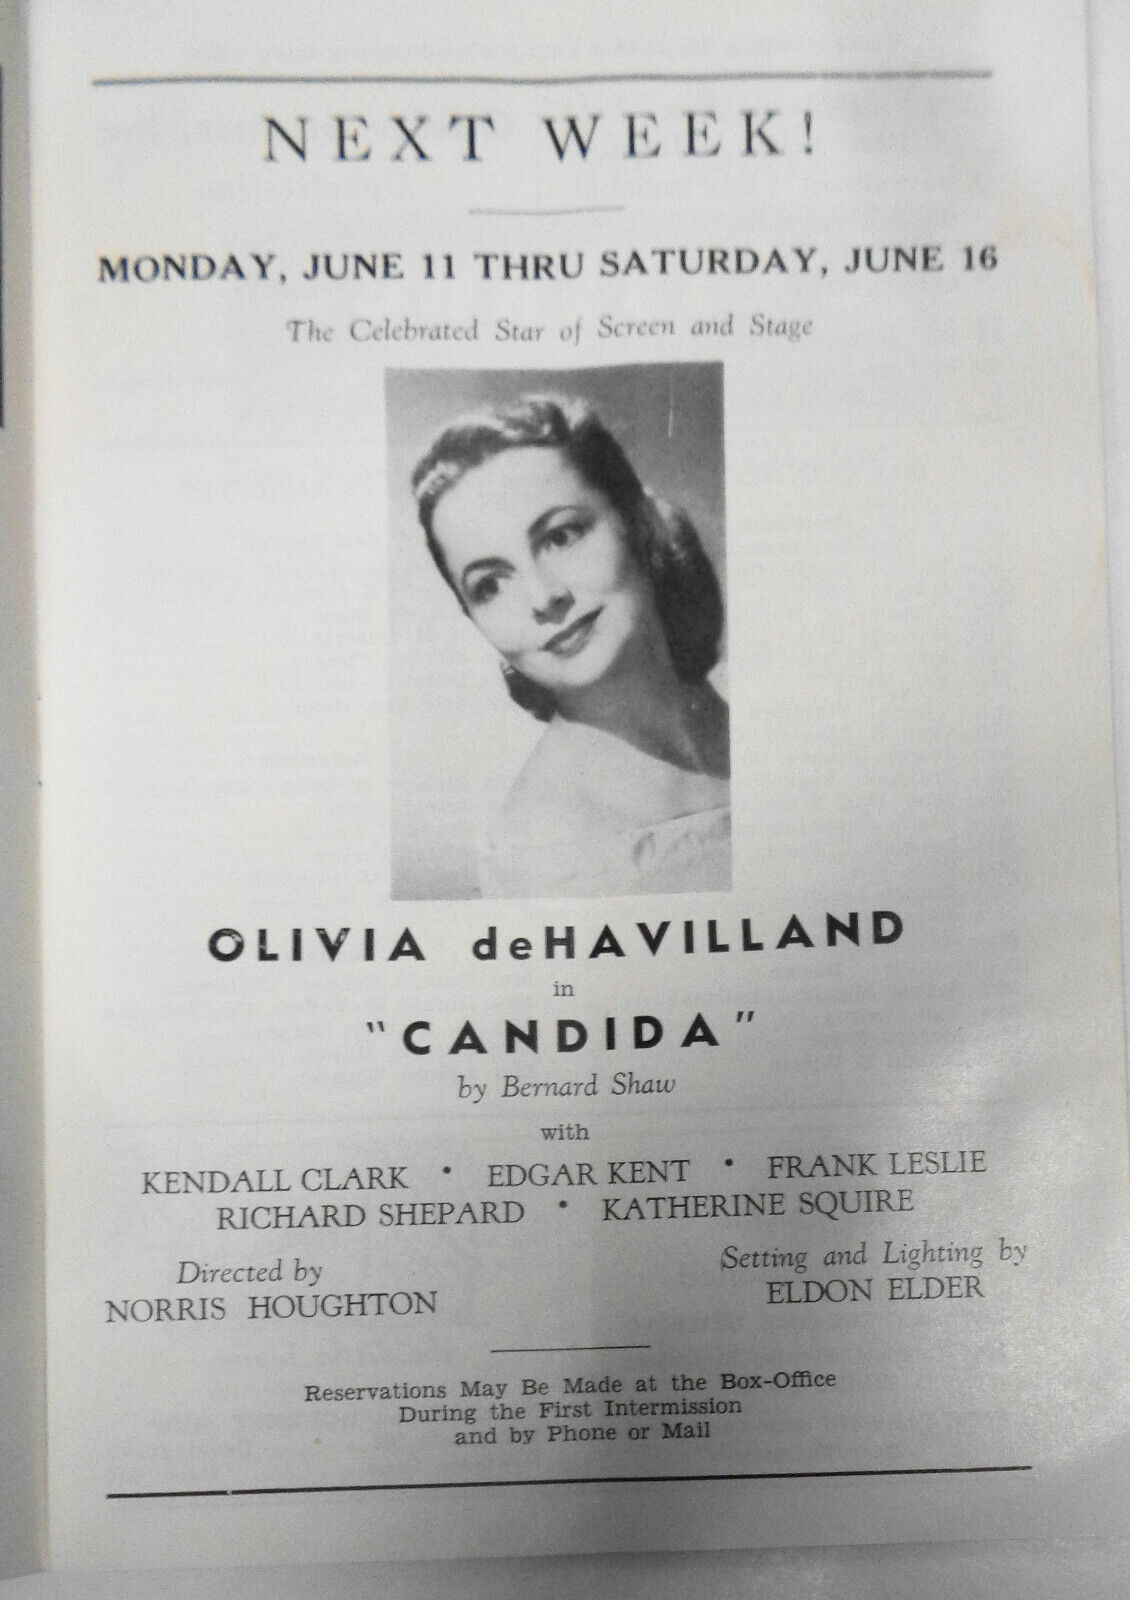 NEXT WEEK!
MONDAY, JUNE 11 THRU SATURDAY, JUNE 16
The Celebrated Star of Screen and Stage
OLIVIA deHAVILLAND
in
"CANDIDA"
by Bernard Shaw
with
KENDALL CLARK • EDGAR KENT • FRANK LESLIE
RICHARD SHEPARD • KATHERINE SQUIRE
Directed by
NORRIS HOUGHTON
Setting and Lighting by
ELDON ELDER
Reservations May Be Made at the Box-Office
During the First Intermission
and by Phone or Mail